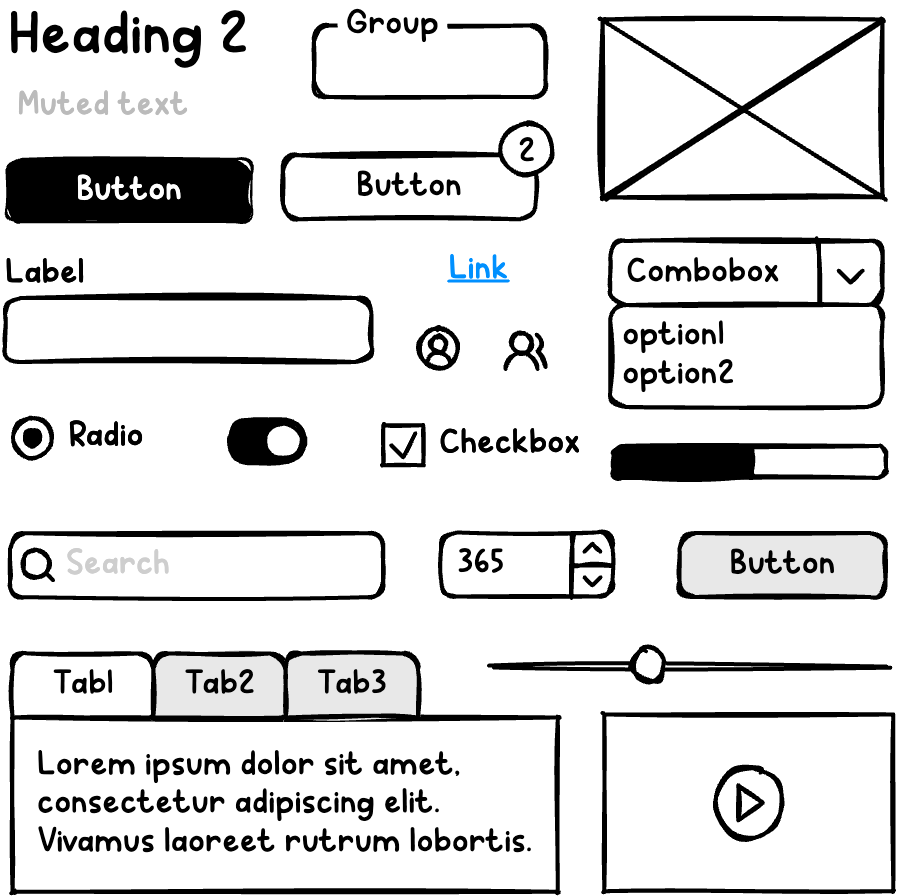 Heading 2
Group
Muted text
Button
Button
2
Label
Link
Combobox
option1
option2
Radio
Checkbox
Search
365
Button
Tab1
Tab2
Tab3
Lorem ipsum dolor sit amet,
consectetur adipiscing elit.
Vivamus laoreet rutrum lobortis.